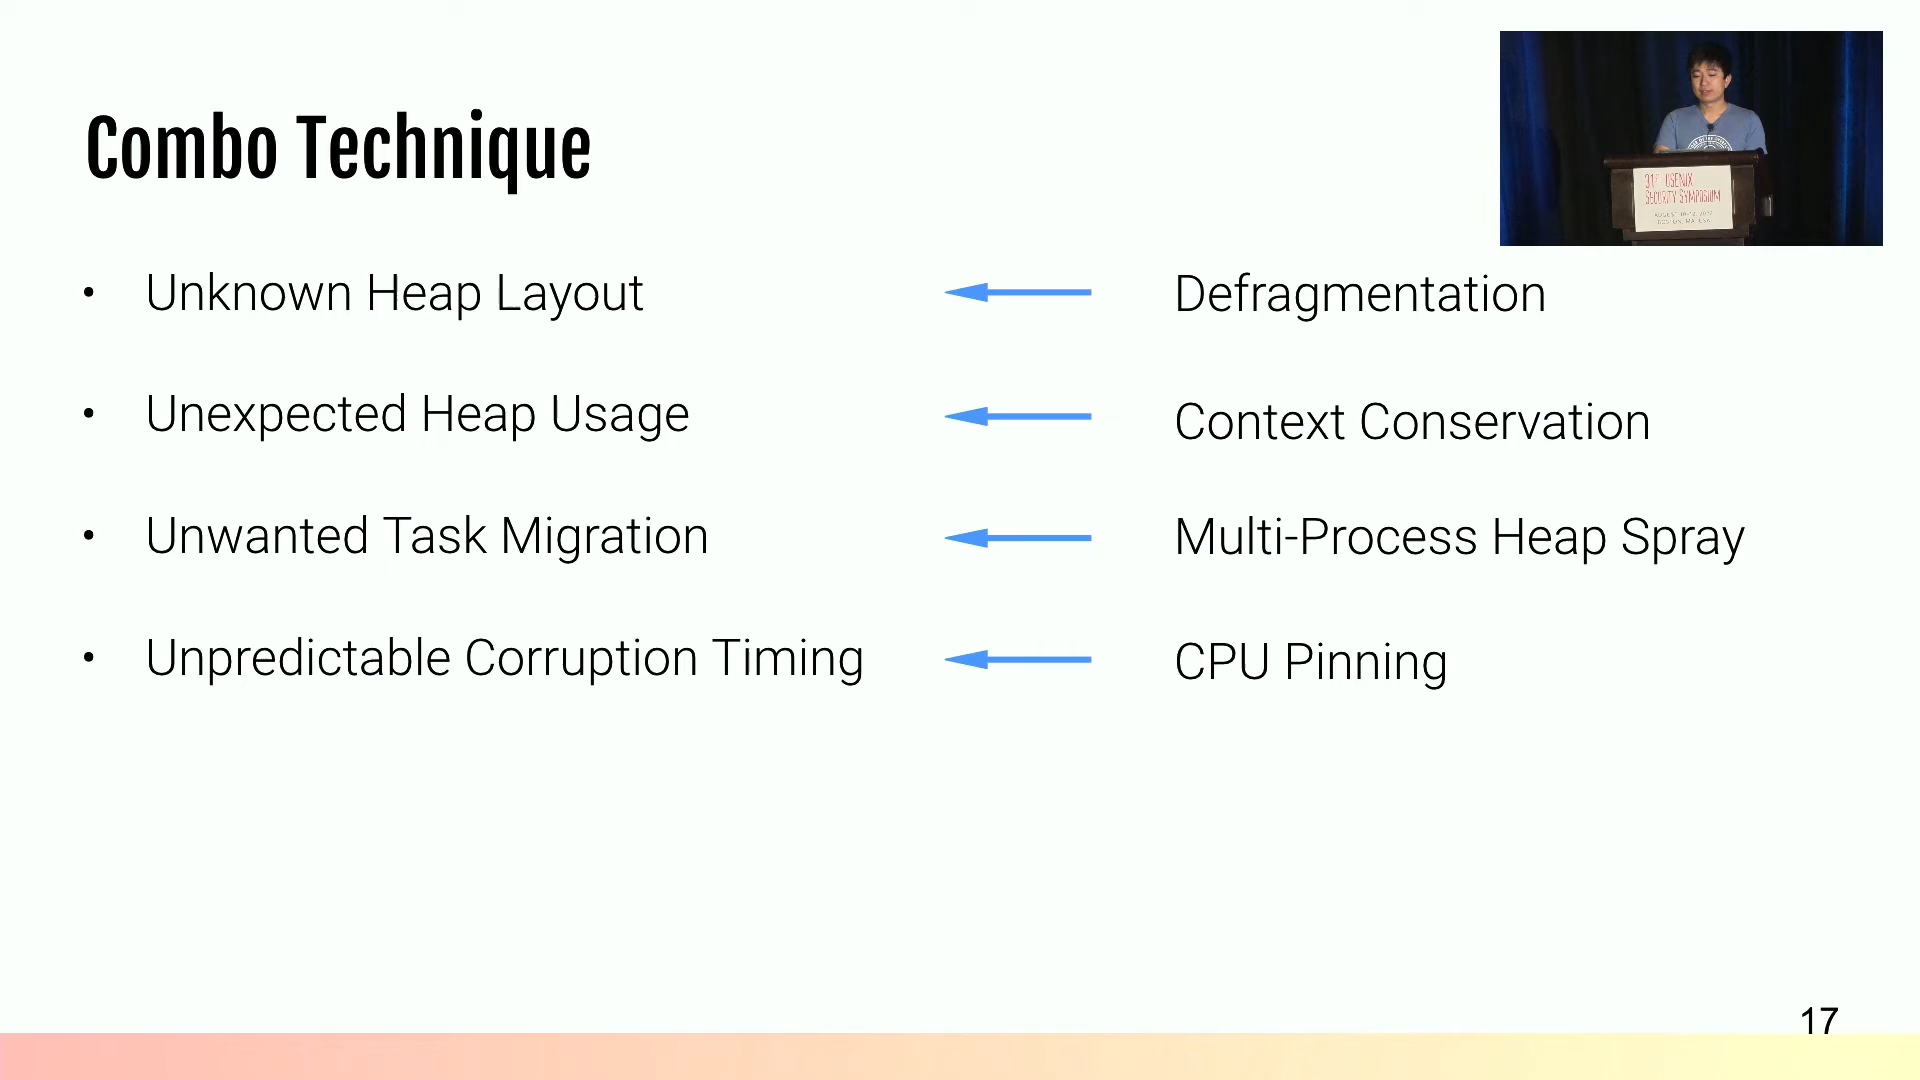 Combo Technique
31st USENIX
SECURITY SYMPOSIUM
• Unknown Heap Layout
Defragmentation
• Unexpected Heap Usage
Context Conservation
• Unwanted Task Migration
Multi-Process Heap Spray
• Unpredictable Corruption Timing
CPU Pinning
17